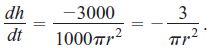 dh/dt = −3000/1000πr² = − 3/πr².